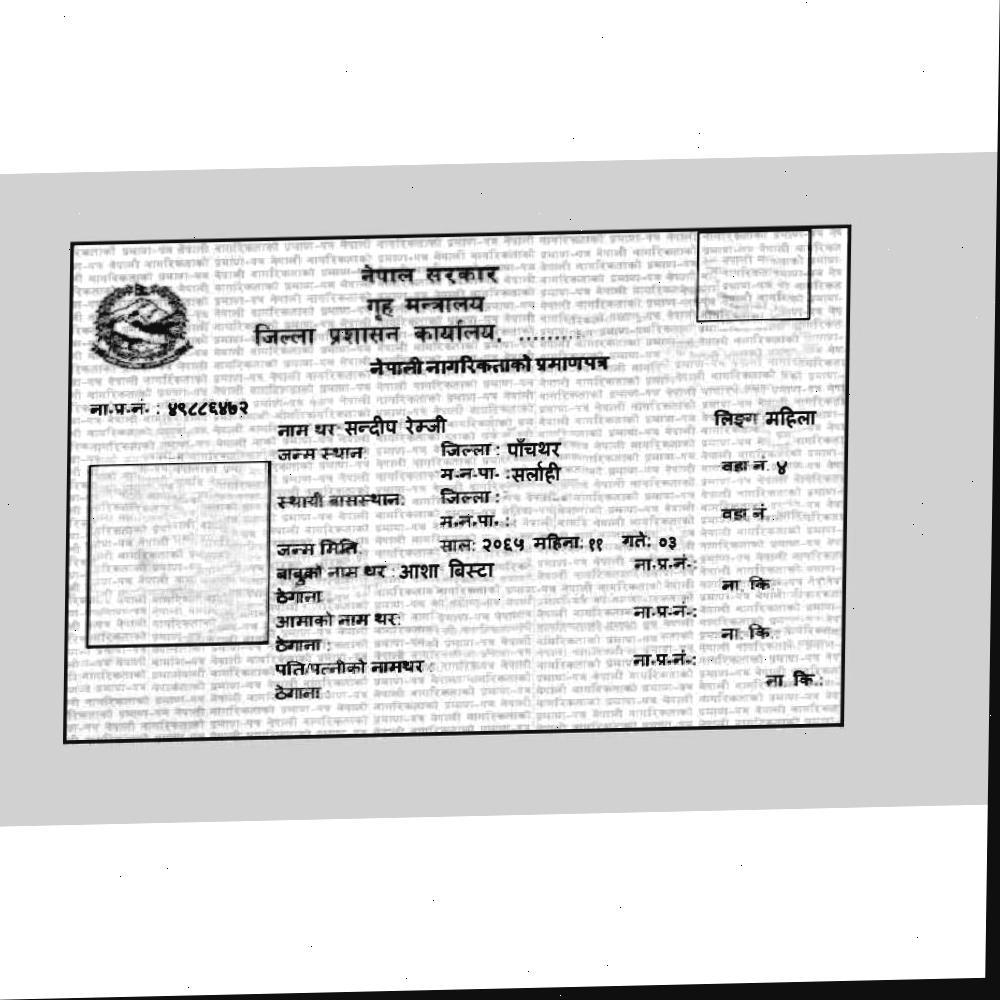 नेपाल सरकार
गृह मन्त्रालय
जिल्ला प्रशासन कार्यालय, .........
नेपाली नागरिकताको प्रमाणपत्र
ना.प्र.नं. : ४९८८६४७२
नाम थर सन्दीप रेम्जी लिङ्ग महिला
जन्म स्थान: जिल्ला : पाँचथर
म.न.पा. : सर्लाही वडा नं. ४
स्थायी बासस्थान: जिल्ला :
म.न.पा. : वडा नं.
जन्म मिति साल: २०६५ महिना: ११ गते: ०३
बाबुको नाम थर : आशा बिस्टा ना.प्र.नं.:
ठेगाना ना. कि.
आमाको नाम थर: ना.प्र.नं.:
ठेगाना : ना. कि.
पति/पत्नीको नामथर : ना.प्र.नं.:
ठेगाना : ना. कि.: